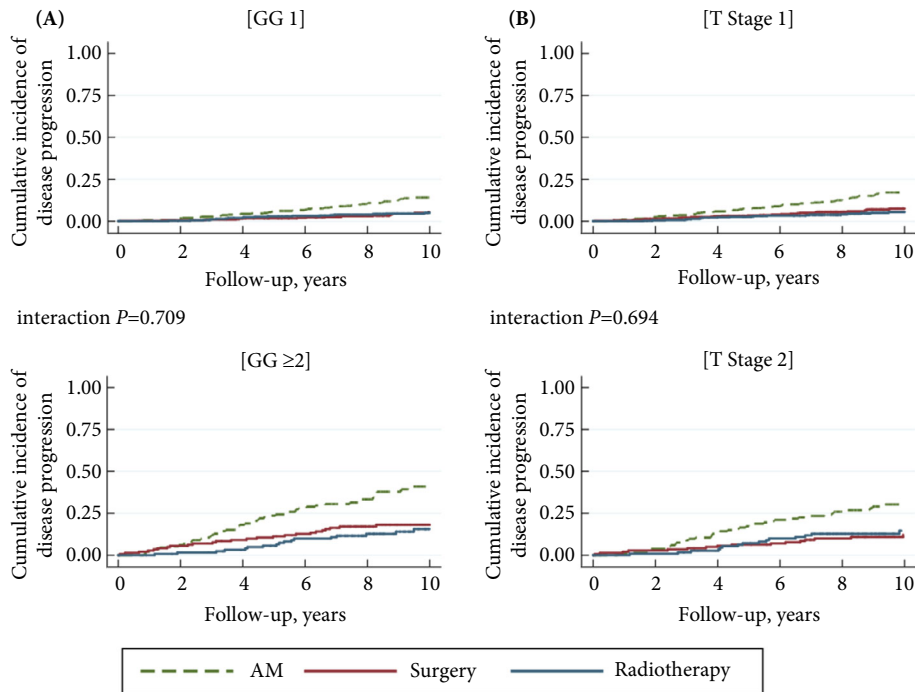 (A)
[GG 1]
Cumulative incidence of
disease progression
1.00
0.75
0.50
0.25
0.00
0 2 4 6 8 10
Follow-up, years
interaction P=0.709
(B)
[T Stage 1]
Cumulative incidence of
disease progression
1.00
0.75
0.50
0.25
0.00
0 2 4 6 8 10
Follow-up, years
interaction P=0.694
[GG ≥2]
Cumulative incidence of
disease progression
1.00
0.75
0.50
0.25
0.00
0 2 4 6 8 10
Follow-up, years
[T Stage 2]
Cumulative incidence of
disease progression
1.00
0.75
0.50
0.25
0.00
0 2 4 6 8 10
Follow-up, years
AM Surgery Radiotherapy